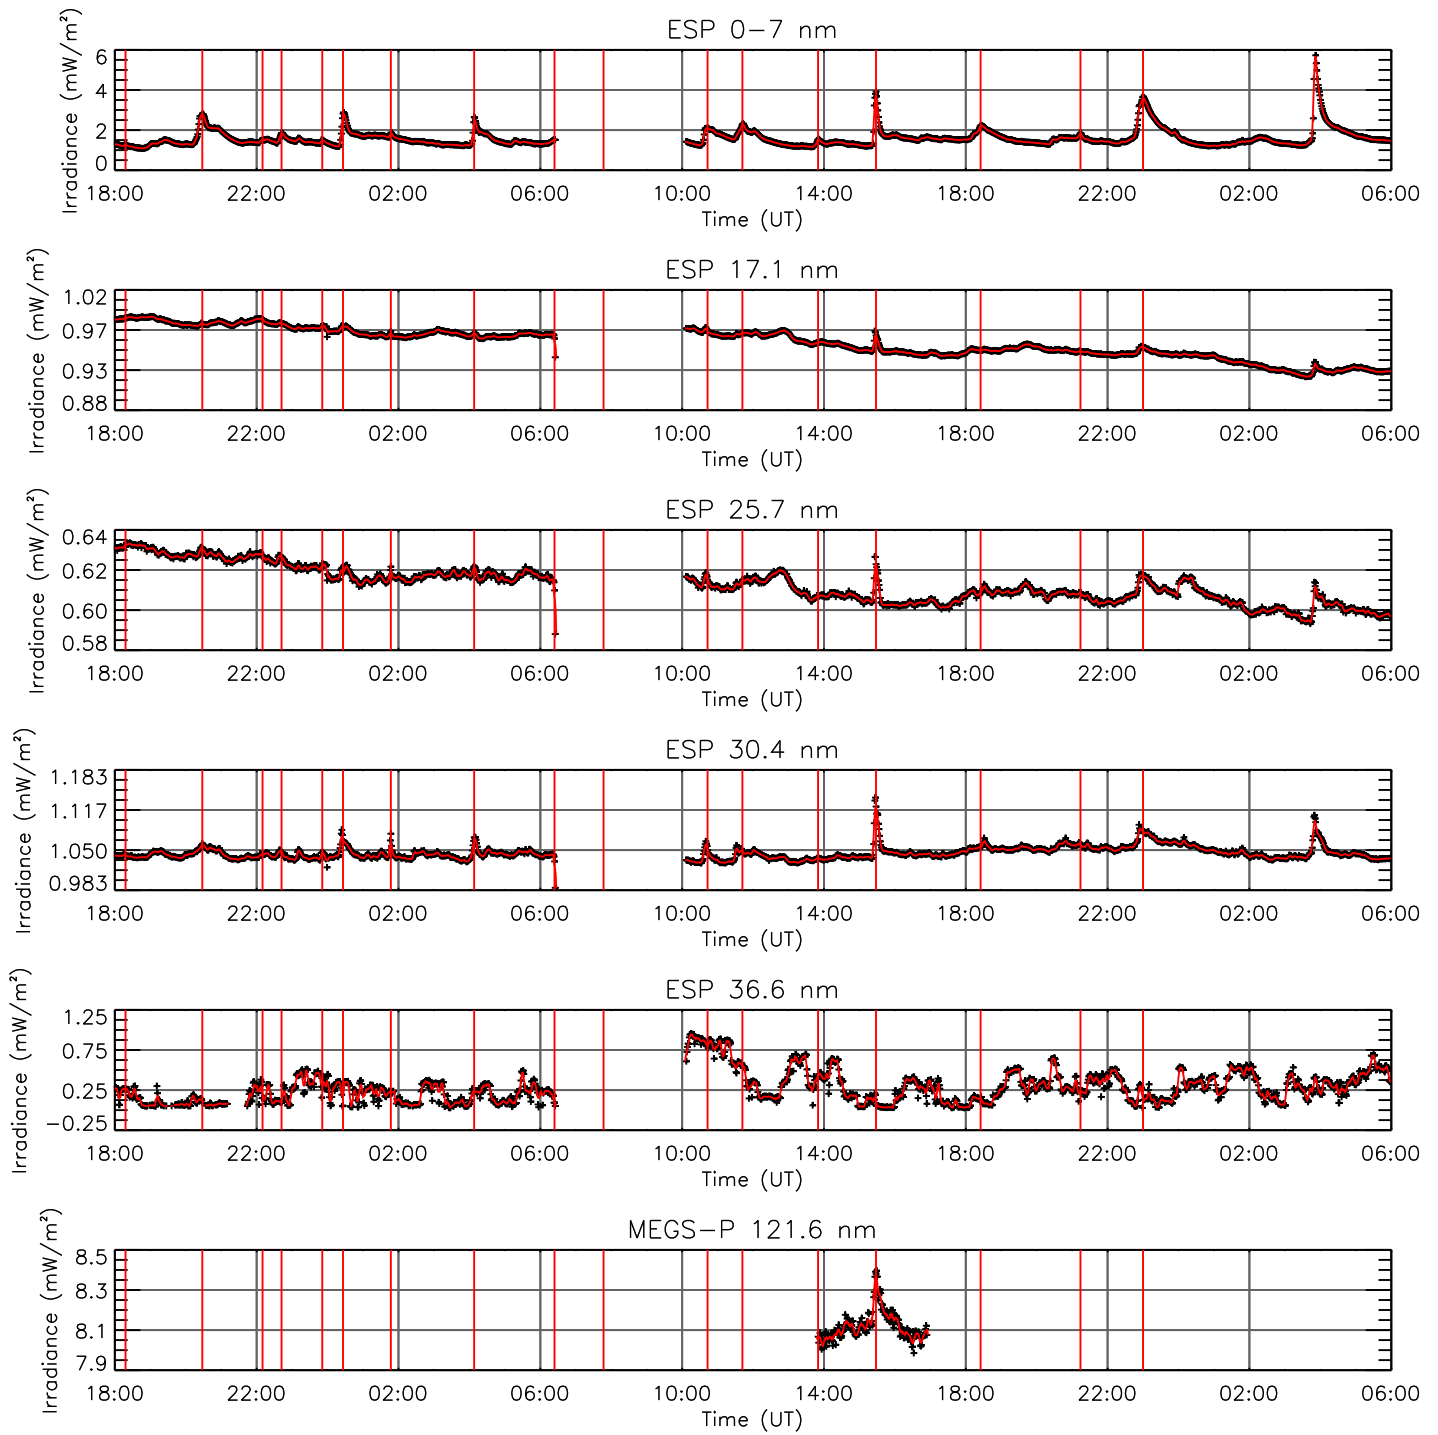 ESP 0-7 nm
Irradiance (mW/m²)
6
4
2
0
18:00 22:00 02:00 06:00 10:00 14:00 18:00 22:00 02:00 06:00
Time (UT)
ESP 17.1 nm
Irradiance (mW/m²)
1.02
0.97
0.93
0.88
18:00 22:00 02:00 06:00 10:00 14:00 18:00 22:00 02:00 06:00
Time (UT)
ESP 25.7 nm
Irradiance (mW/m²)
0.64
0.62
0.60
0.58
18:00 22:00 02:00 06:00 10:00 14:00 18:00 22:00 02:00 06:00
Time (UT)
ESP 30.4 nm
Irradiance (mW/m²)
1.183
1.117
1.050
0.983
18:00 22:00 02:00 06:00 10:00 14:00 18:00 22:00 02:00 06:00
Time (UT)
ESP 36.6 nm
Irradiance (mW/m²)
1.25
0.75
0.25
-0.25
18:00 22:00 02:00 06:00 10:00 14:00 18:00 22:00 02:00 06:00
Time (UT)
MEGS-P 121.6 nm
Irradiance (mW/m²)
8.5
8.3
8.1
7.9
18:00 22:00 02:00 06:00 10:00 14:00 18:00 22:00 02:00 06:00
Time (UT)